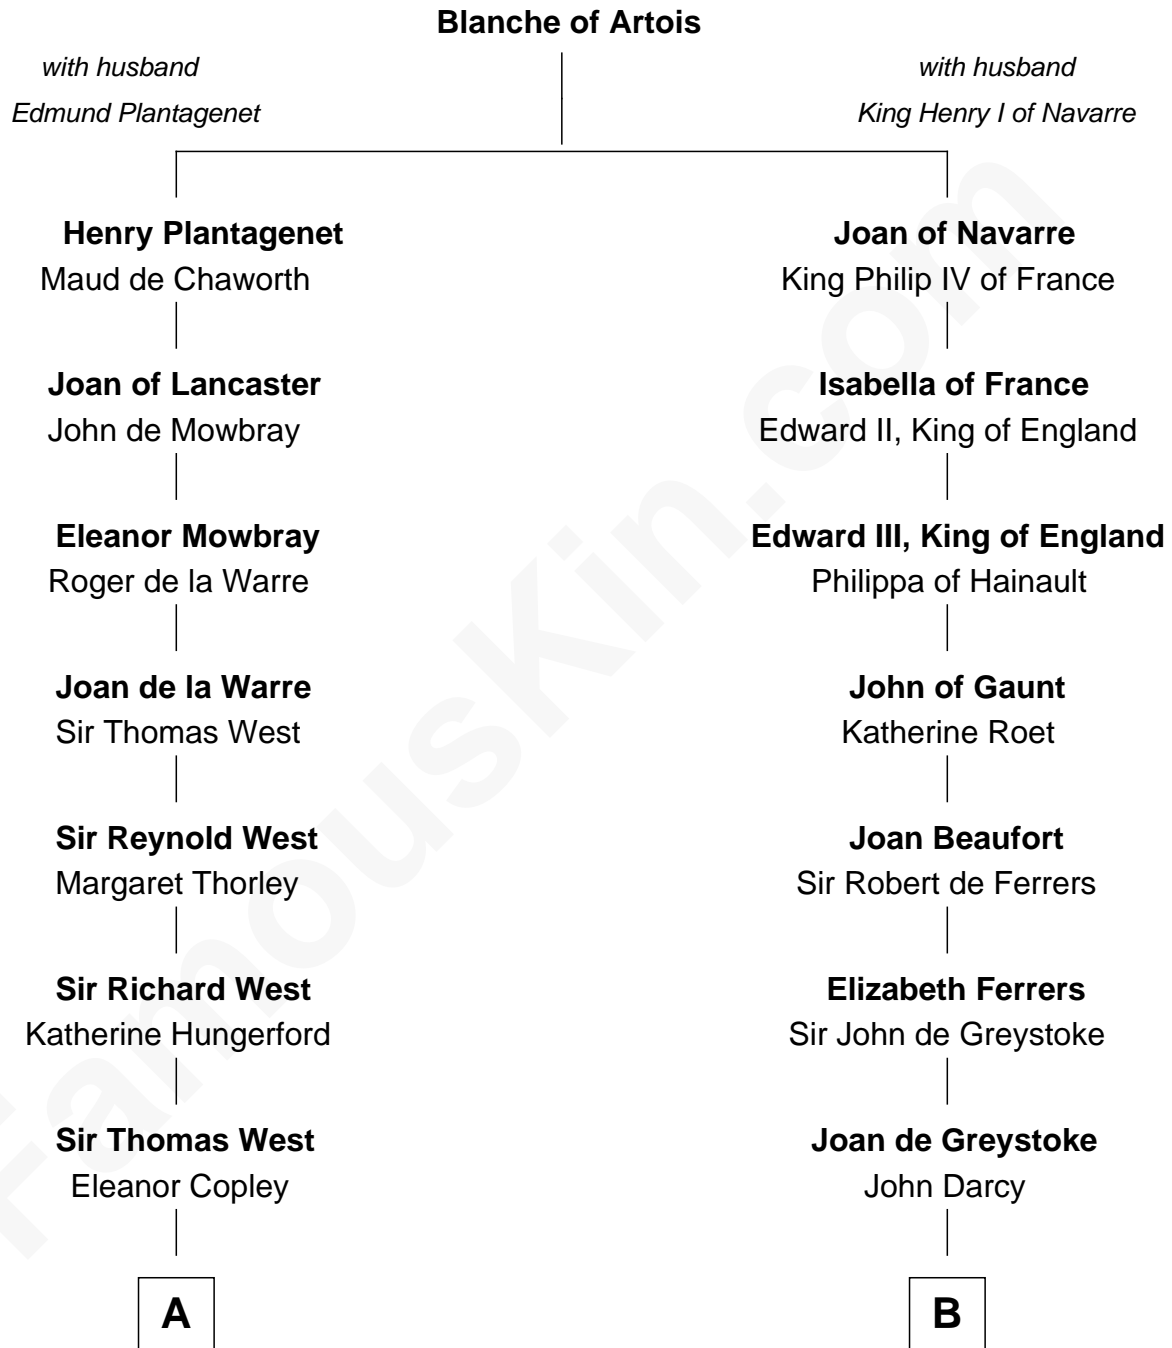 Blanche of Artois
with husband
Edmund Plantagenet
with husband
King Henry I of Navarre
Henry Plantagenet
Maud de Chaworth
Joan of Navarre
King Philip IV of France
Joan of Lancaster
John de Mowbray
Isabella of France
Edward II, King of England
Eleanor Mowbray
Roger de la Warre
Edward III, King of England
Philippa of Hainault
Joan de la Warre
Sir Thomas West
John of Gaunt
Katherine Roet
Sir Reynold West
Margaret Thorley
Joan Beaufort
Sir Robert de Ferrers
Sir Richard West
Katherine Hungerford
Elizabeth Ferrers
Sir John de Greystoke
Sir Thomas West
Eleanor Copley
Joan de Greystoke
John Darcy
A
B
FamousKin.com